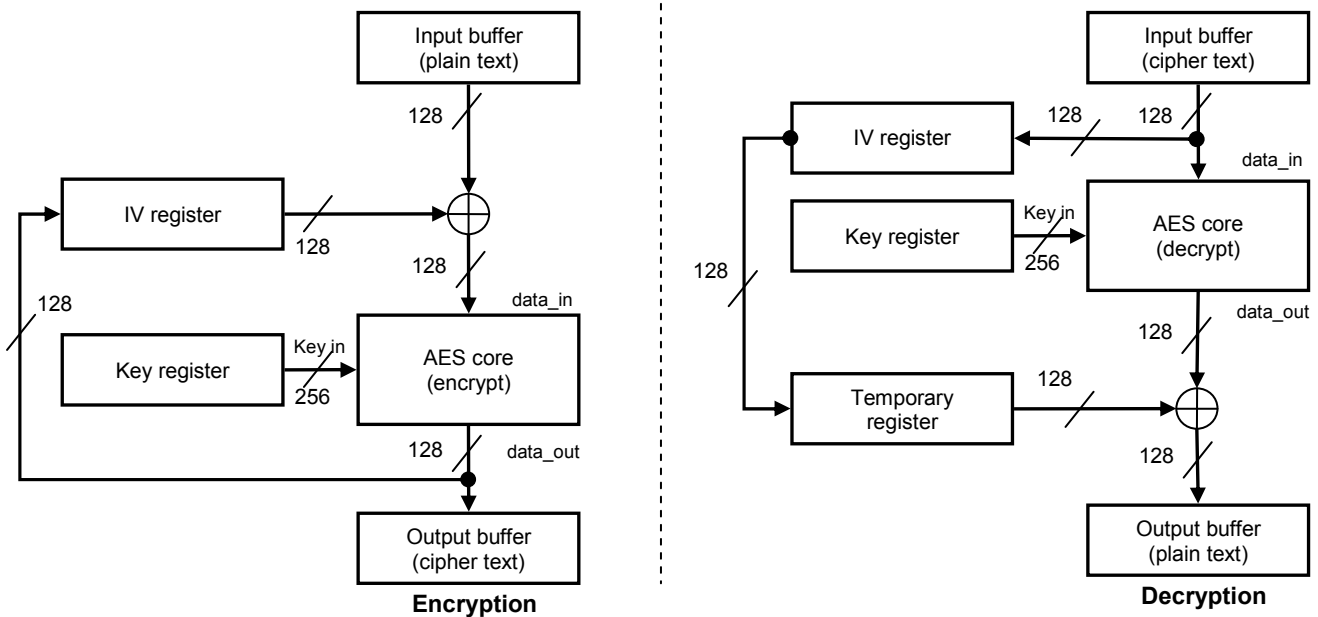 Input buffer
(plain text)
128
IV register
128
128
128
data_in
Key register
Key in
256
AES core
(encrypt)
128
data_out
Output buffer
(cipher text)
Encryption
Input buffer
(cipher text)
128
128
IV register
data_in
Key register
Key in
256
AES core
(decrypt)
128
data_out
128
Temporary
register
128
128
Output buffer
(plain text)
Decryption